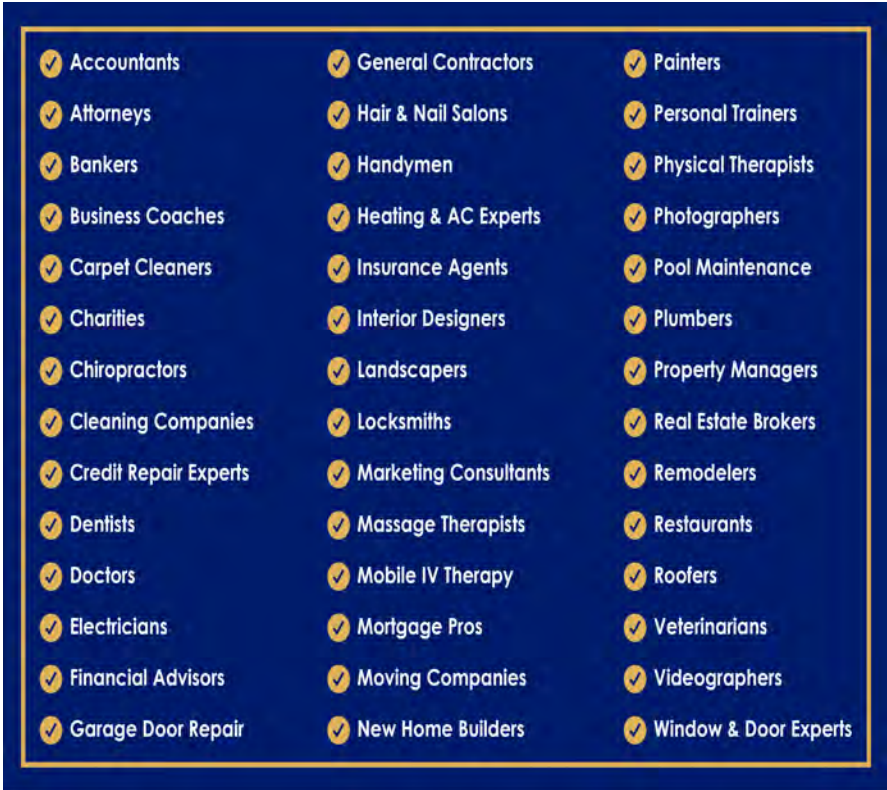 Accountants
Attorneys
Bankers
Business Coaches
Carpet Cleaners
Charities
Chiropractors
Cleaning Companies
Credit Repair Experts
Dentists
Doctors
Electricians
Financial Advisors
Garage Door Repair
General Contractors
Hair & Nail Salons
Handymen
Heating & AC Experts
Insurance Agents
Interior Designers
Landscapers
Locksmiths
Marketing Consultants
Massage Therapists
Mobile IV Therapy
Mortgage Pros
Moving Companies
New Home Builders
Painters
Personal Trainers
Physical Therapists
Photographers
Pool Maintenance
Plumbers
Property Managers
Real Estate Brokers
Remodelers
Restaurants
Roofers
Veterinarians
Videographers
Window & Door Experts